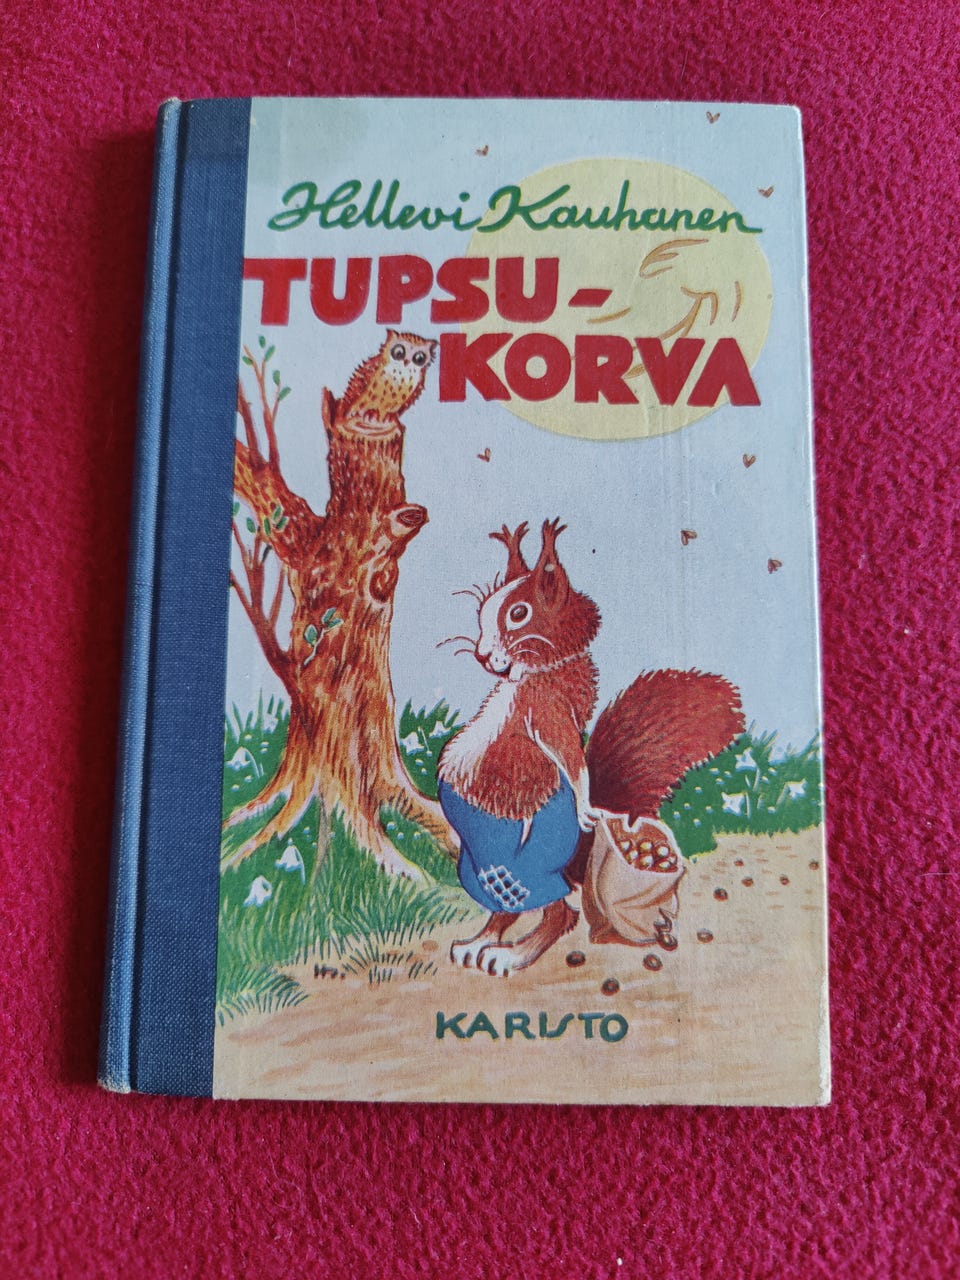 Hellevi Kauhanen
TUPSU-
KORVA
KARISTO